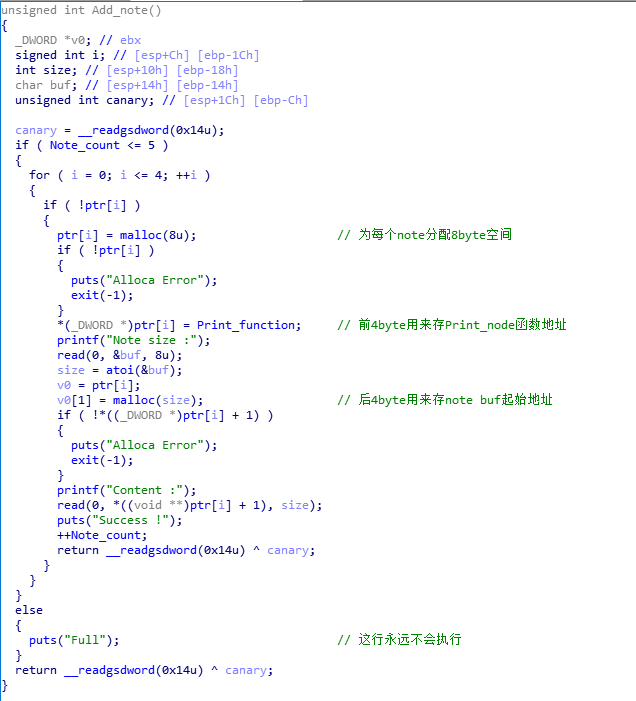 unsigned int Add_note()
{
  _DWORD *v0; // ebx
  signed int i; // [esp+Ch] [ebp-1Ch]
  int size; // [esp+10h] [ebp-18h]
  char buf; // [esp+14h] [ebp-14h]
  unsigned int canary; // [esp+1Ch] [ebp-Ch]

  canary = __readgsdword(0x14u);
  if ( Note_count <= 5 )
  {
    for ( i = 0; i <= 4; ++i )
    {
      if ( !ptr[i] )
      {
        ptr[i] = malloc(8u); // 为每个note分配8byte空间
        if ( !ptr[i] )
        {
          puts("Alloca Error");
          exit(-1);
        }
        *(_DWORD *)ptr[i] = Print_function; // 前4byte用来存Print_node函数地址
        printf("Note size :");
        read(0, &buf, 8u);
        size = atoi(&buf);
        v0 = ptr[i];
        v0[1] = malloc(size); // 后4byte用来存note buf起始地址
        if ( !*((_DWORD *)ptr[i] + 1) )
        {
          puts("Alloca Error");
          exit(-1);
        }
        printf("Content :");
        read(0, *((void **)ptr[i] + 1), size);
        puts("Success !");
        ++Note_count;
        return __readgsdword(0x14u) ^ canary;
      }
    }
  }
  else
  {
    puts("Full"); // 这行永远不会执行
  }
  return __readgsdword(0x14u) ^ canary;
}